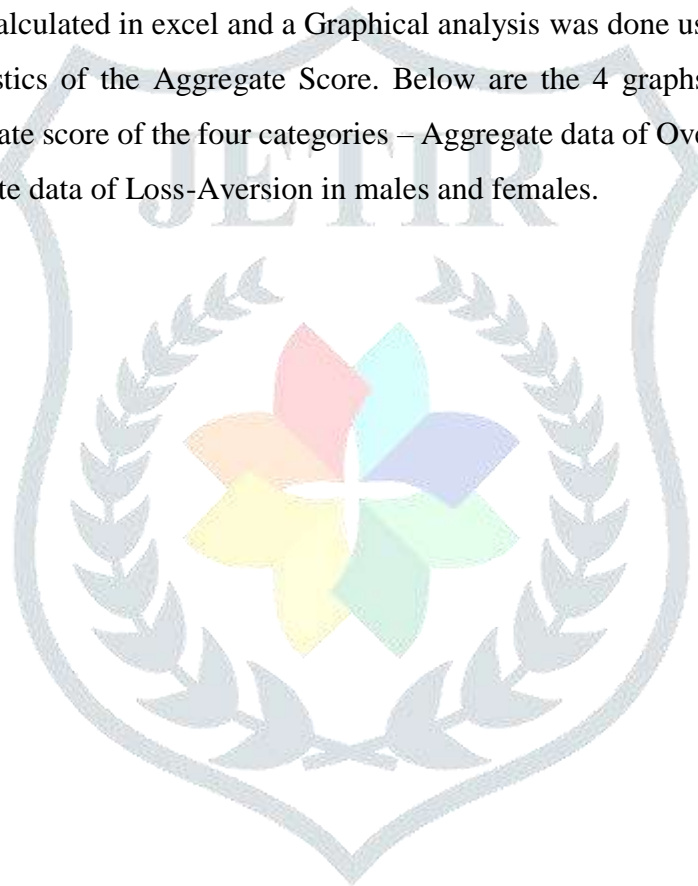 alculated in excel and a Graphical analysis was done us
stics of the Aggregate Score. Below are the 4 graphs
ate score of the four categories – Aggregate data of Ov
te data of Loss-Aversion in males and females.
JETIR